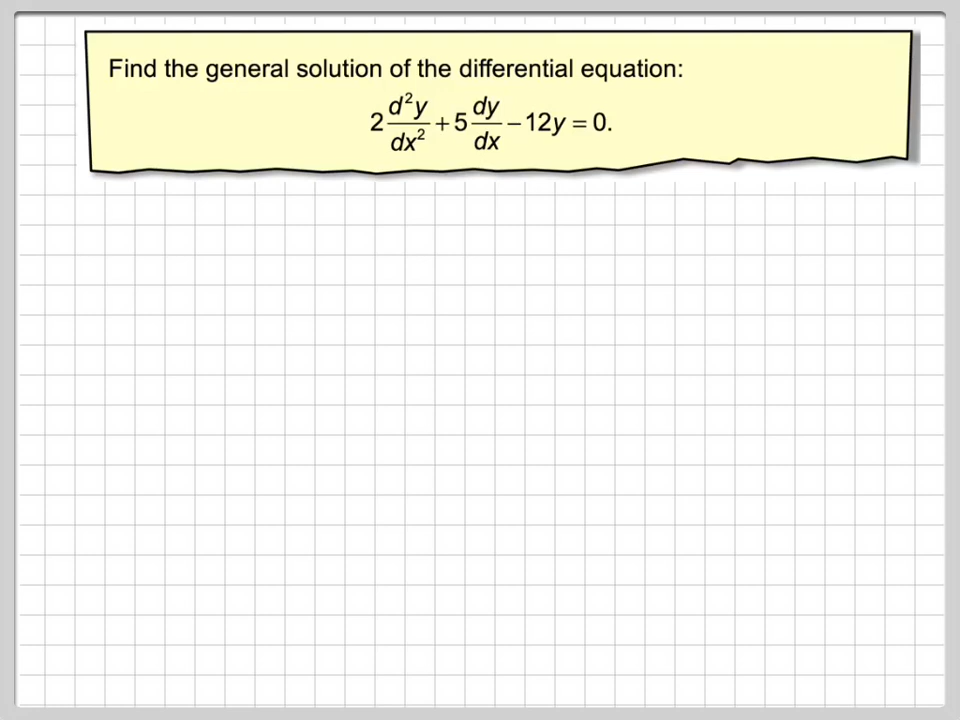 Find the general solution of the differential equation:
2 d²y/dx² + 5 dy/dx − 12y = 0.